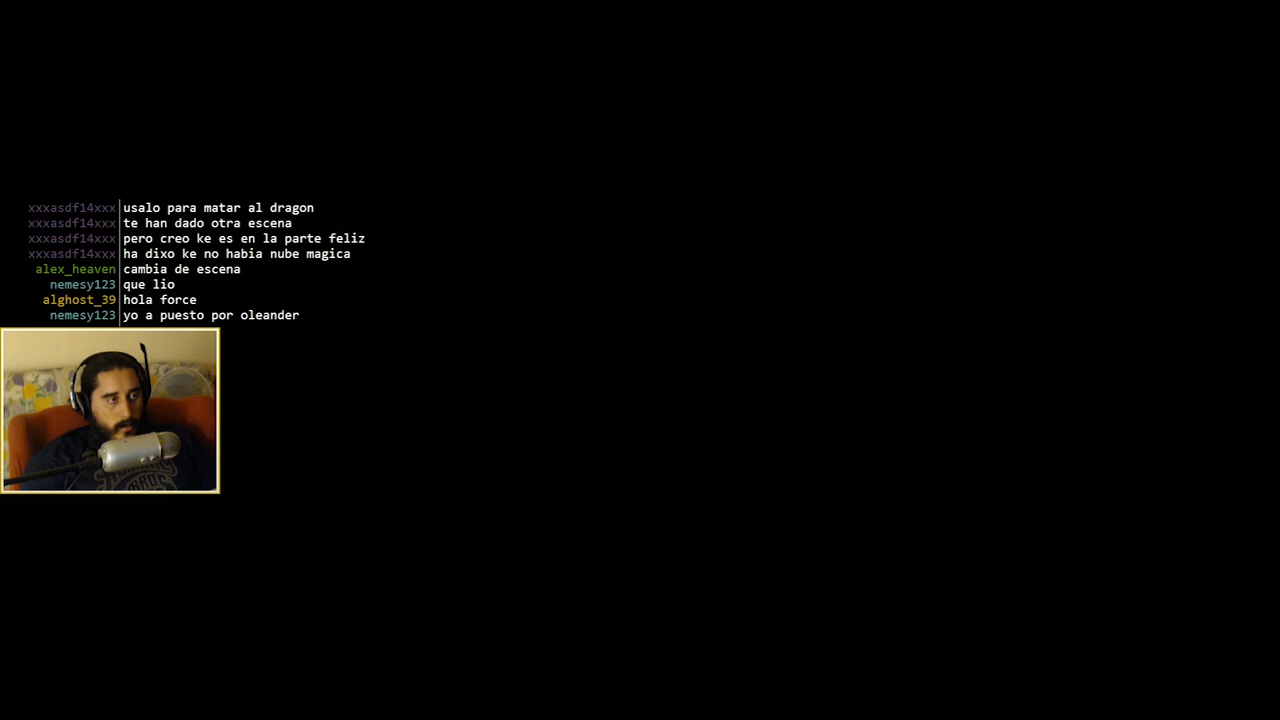 xxxasdf14xxx usalo para matar al dragon
xxxasdf14xxx te han dado otra escena
xxxasdf14xxx pero creo ke es en la parte feliz
xxxasdf14xxx ha dixo ke no habia nube magica
alex_heaven cambia de escena
nemesy123 que lio
alghost_39 hola force
nemesy123 yo a puesto por oleander